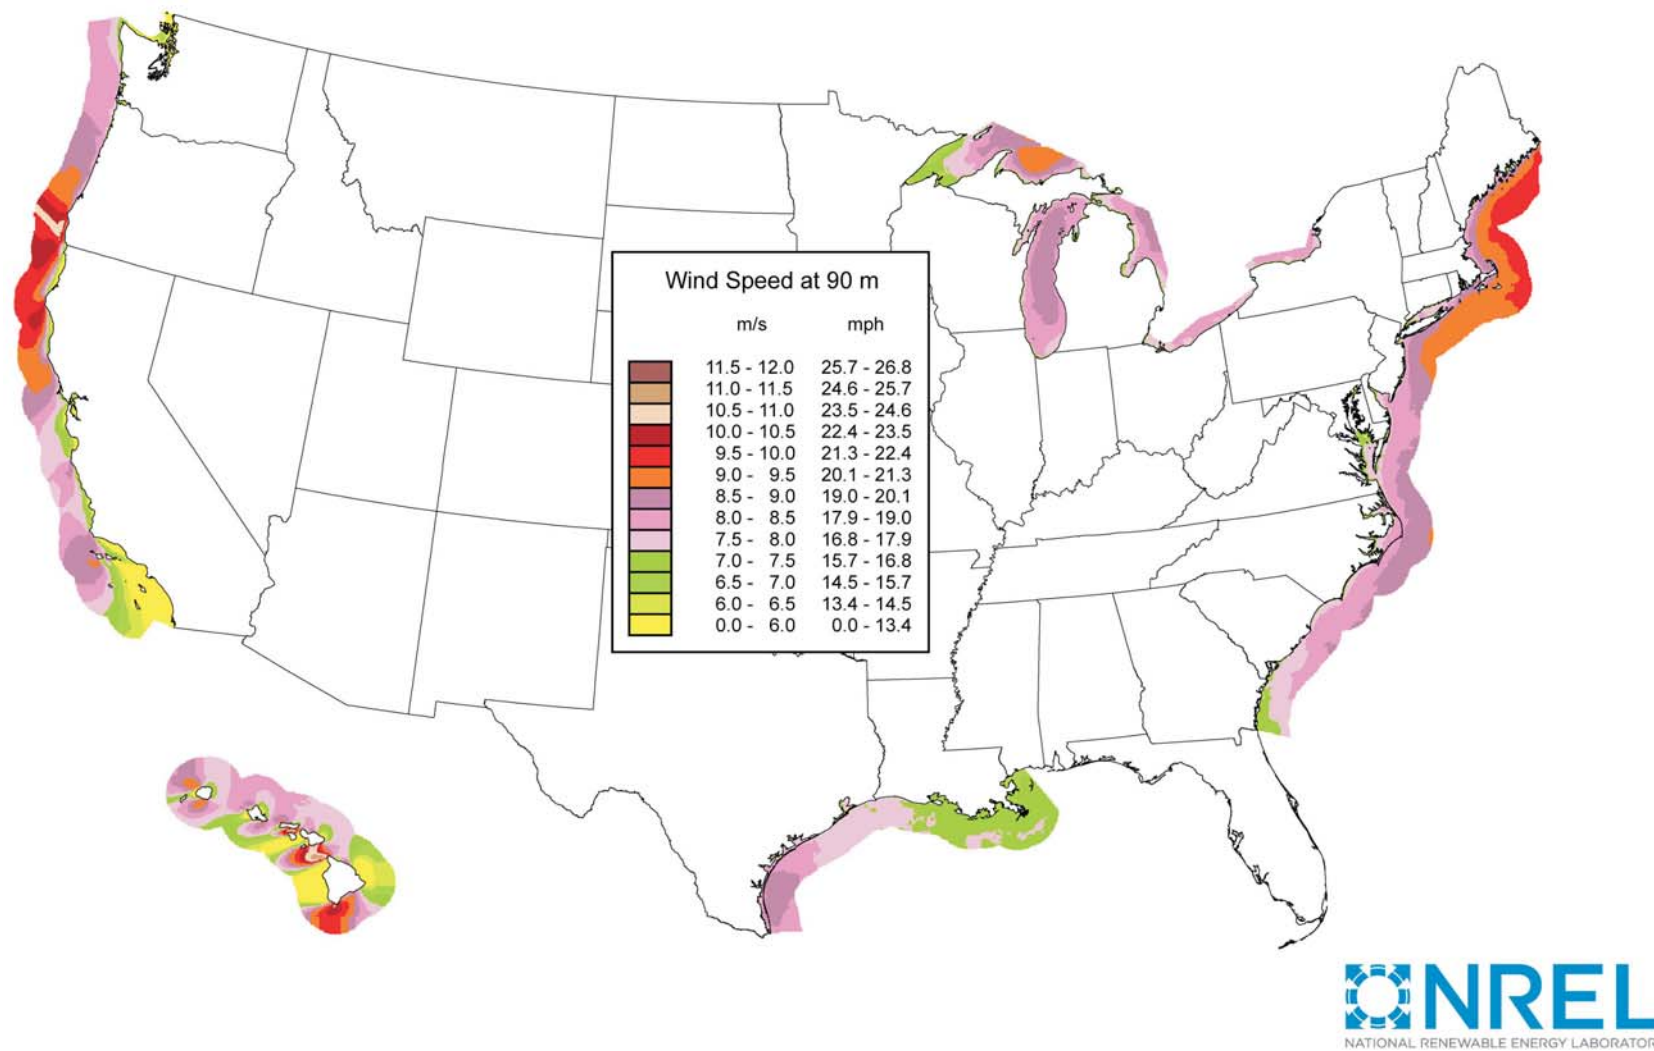 Wind Speed at 90 m
m/s mph
11.5 - 12.0 25.7 - 26.8
11.0 - 11.5 24.6 - 25.7
10.5 - 11.0 23.5 - 24.6
10.0 - 10.5 22.4 - 23.5
9.5 - 10.0 21.3 - 22.4
9.0 - 9.5 20.1 - 21.3
8.5 - 9.0 19.0 - 20.1
8.0 - 8.5 17.9 - 19.0
7.5 - 8.0 16.8 - 17.9
7.0 - 7.5 15.7 - 16.8
6.5 - 7.0 14.5 - 15.7
6.0 - 6.5 13.4 - 14.5
0.0 - 6.0 0.0 - 13.4
NREL
NATIONAL RENEWABLE ENERGY LABORATOR